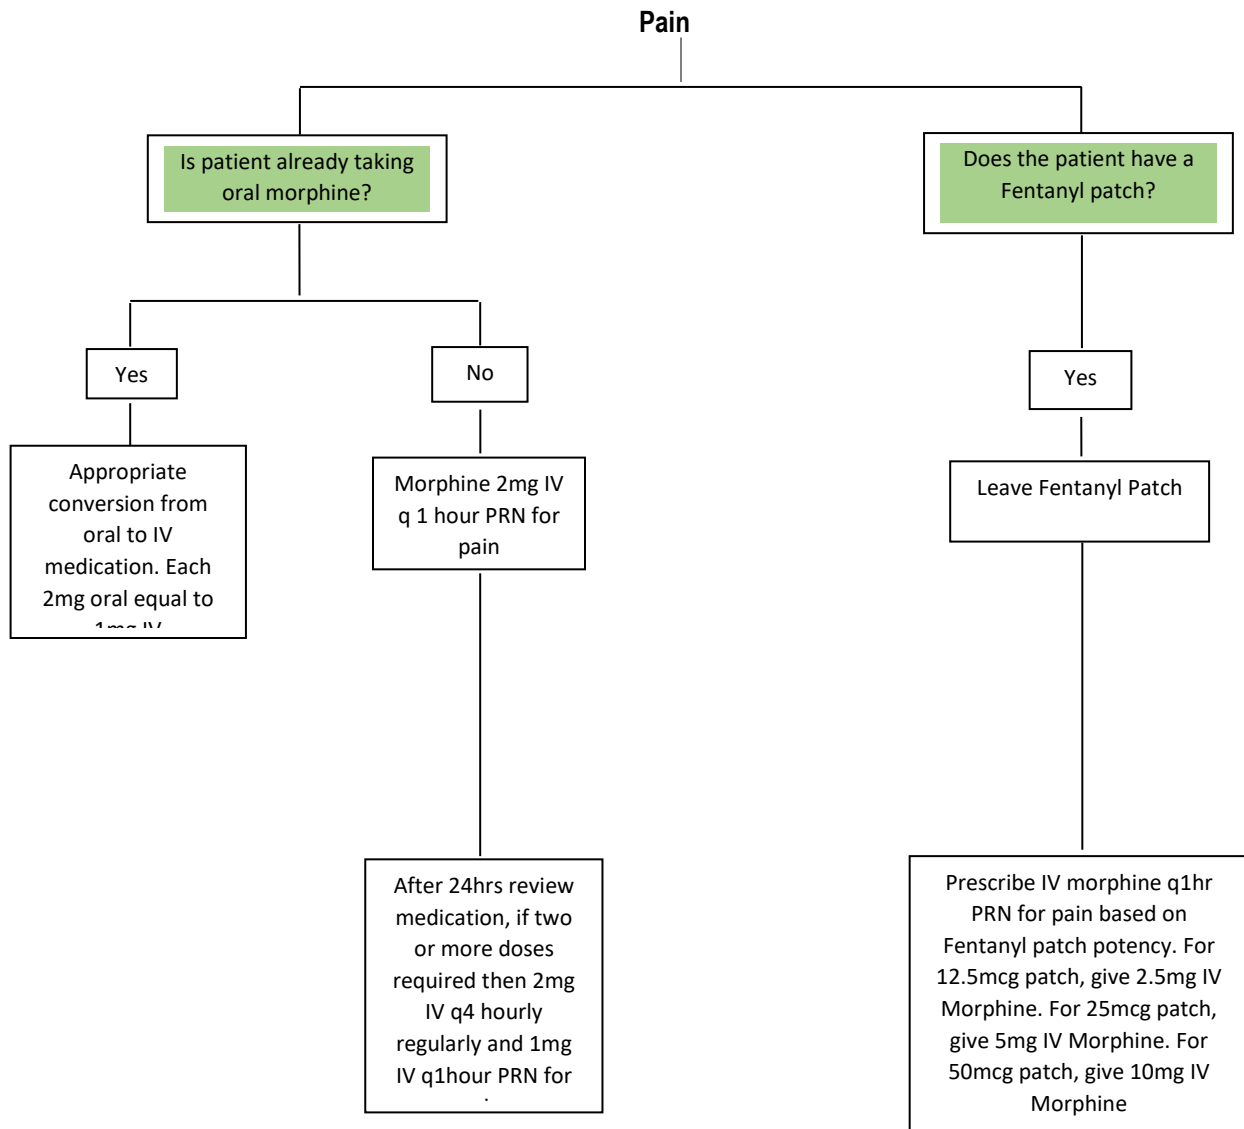 Pain
Is patient already taking
oral morphine?
Does the patient have a
Fentanyl patch?
Yes
No
Yes
Appropriate
conversion from
oral to IV
medication. Each
2mg oral equal to
1mg IV
Morphine 2mg IV
q 1 hour PRN for
pain
Leave Fentanyl Patch
After 24hrs review
medication, if two
or more doses
required then 2mg
IV q4 hourly
regularly and 1mg
IV q1hour PRN for
Prescribe IV morphine q1hr
PRN for pain based on
Fentanyl patch potency. For
12.5mcg patch, give 2.5mg IV
Morphine. For 25mcg patch,
give 5mg IV Morphine. For
50mcg patch, give 10mg IV
Morphine